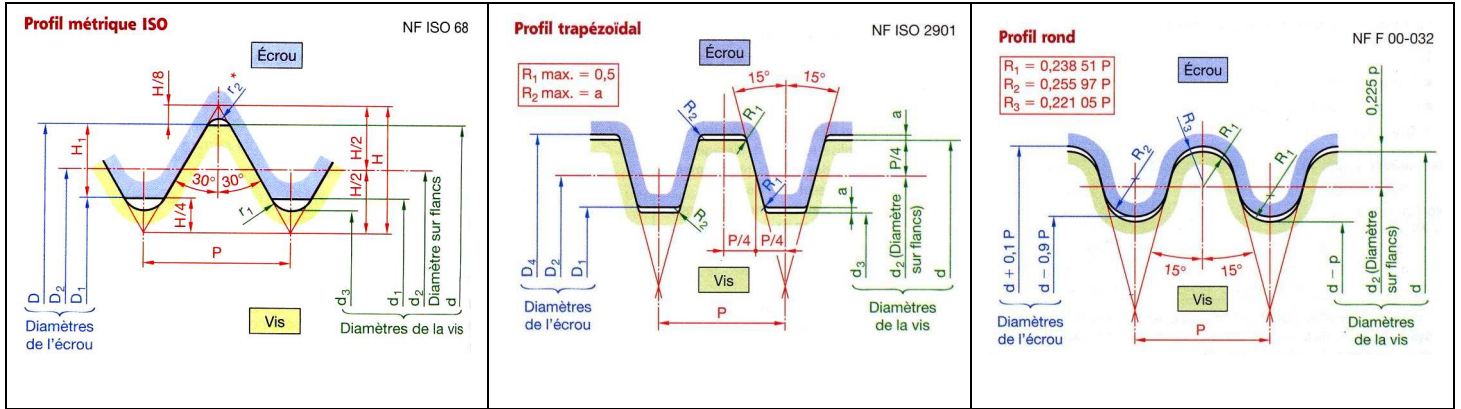 Profil métrique ISO
NF ISO 68
Écrou
H/8
r2*
H1
H/2
H
H/2
30°
30°
r1
H/4
P
D
D2
D1
d3
d1
d2
Diamètre sur flancs
d
Vis
Diamètres
de l'écrou
Diamètres de la vis
Profil trapézoïdal
NF ISO 2901
R1 max. = 0,5
R2 max. = a
Écrou
15°
15°
R2
R1
a
P/4
R1
a
R2
P/4
P/4
D4
D2
D1
d3
d2 (Diamètre
sur flancs)
d
Vis
Diamètres
de l'écrou
P
Diamètres
de la vis
Profil rond
NF F 00-032
R1 = 0,238 51 P
R2 = 0,255 97 P
R3 = 0,221 05 P
Écrou
0,225 p
R3
R1
R2
R1
15°
15°
d + 0,1 P
d – 0,9 P
d – p
d2 (Diamètre
sur flancs)
d
Vis
Diamètres
de l'écrou
P
Diamètres
de la vis